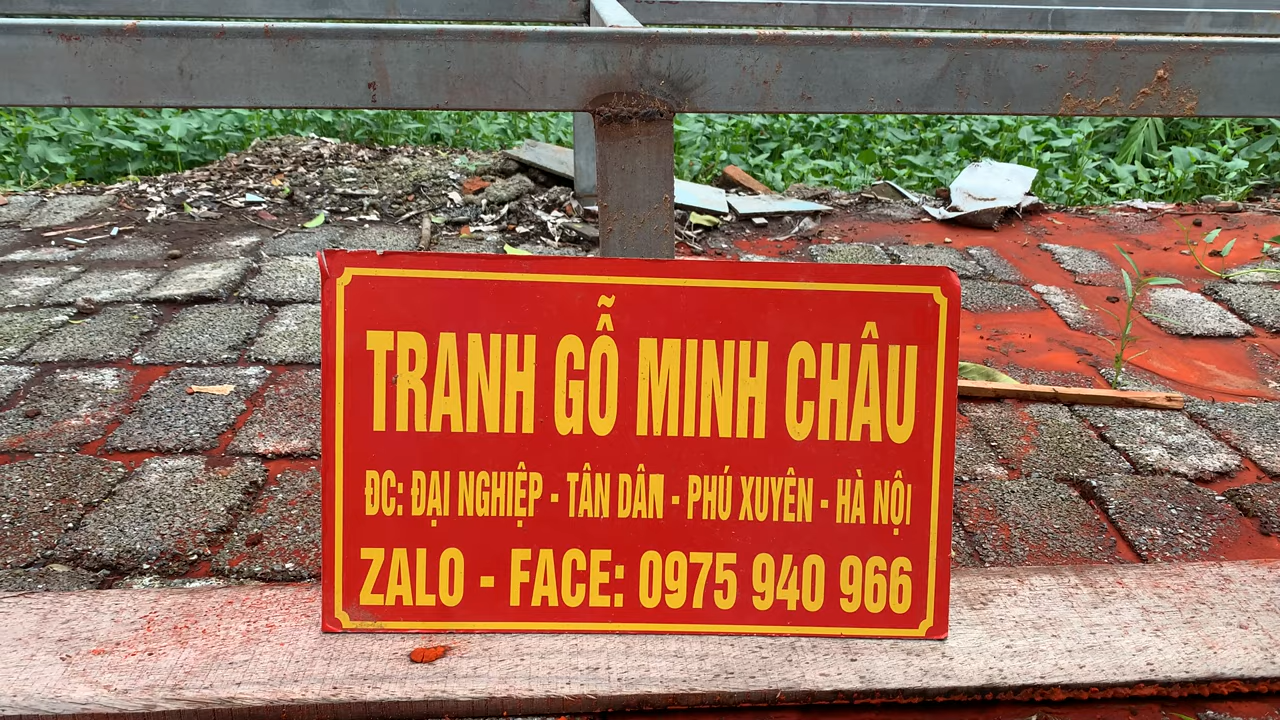 TRANH GỖ MINH CHÂU
ĐC: ĐẠI NGHIỆP - TÂN DÂN - PHÚ XUYÊN - HÀ NỘI
ZALO - FACE: 0975 940 966